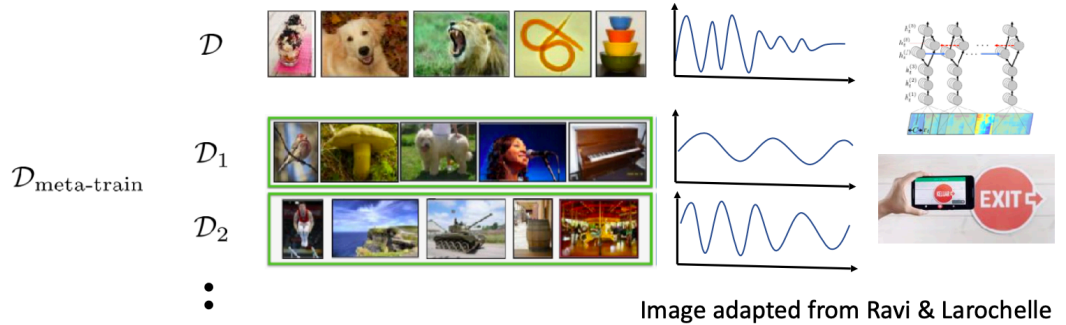 𝒟
𝒟₁
𝒟meta-train
𝒟₂
EXIT
Image adapted from Ravi & Larochelle